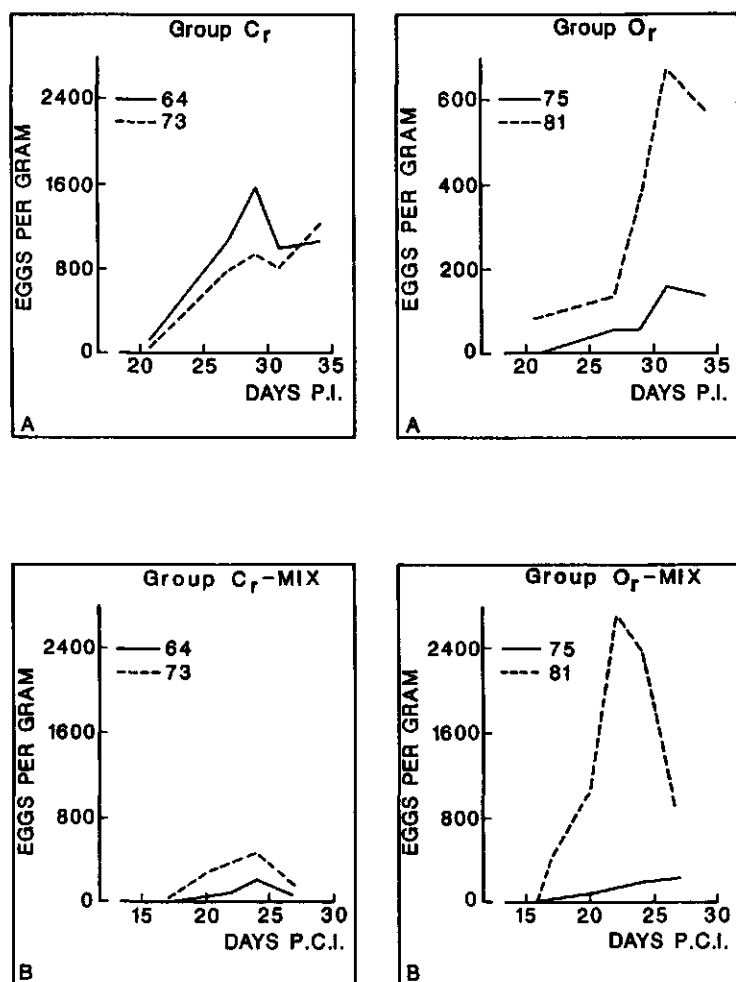 Group Cr
2400
1600
800
0
EGGS PER GRAM
64
73
20 25 30 35
DAYS P.I.
A
Group Or
600
400
200
0
EGGS PER GRAM
75
81
20 25 30 35
DAYS P.I.
A
Group Cr-MIX
2400
1600
800
0
EGGS PER GRAM
64
73
15 20 25 30
DAYS P.C.I.
B
Group Or-MIX
2400
1600
800
0
EGGS PER GRAM
75
81
15 20 25 30
DAYS P.C.I.
B